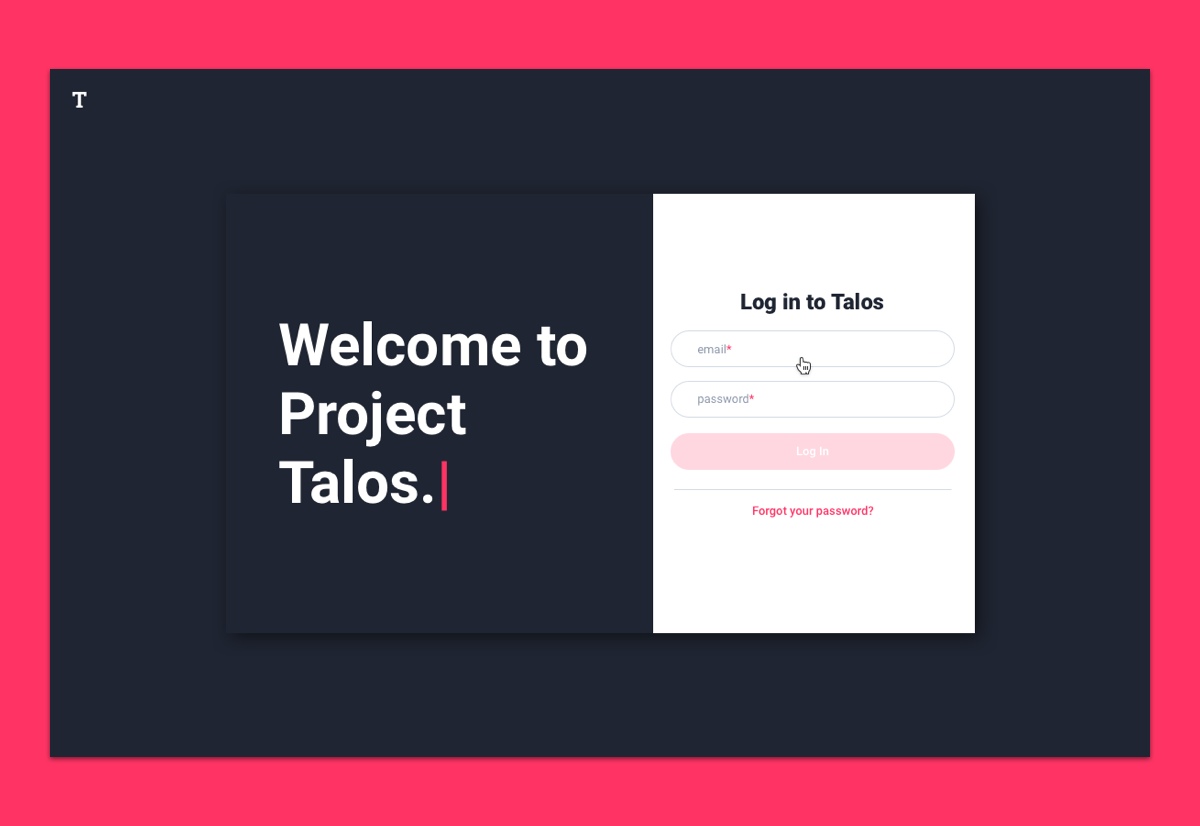 T
Welcome to
Project
Talos.
Log in to Talos
email*
password*
Log In
Forgot your password?